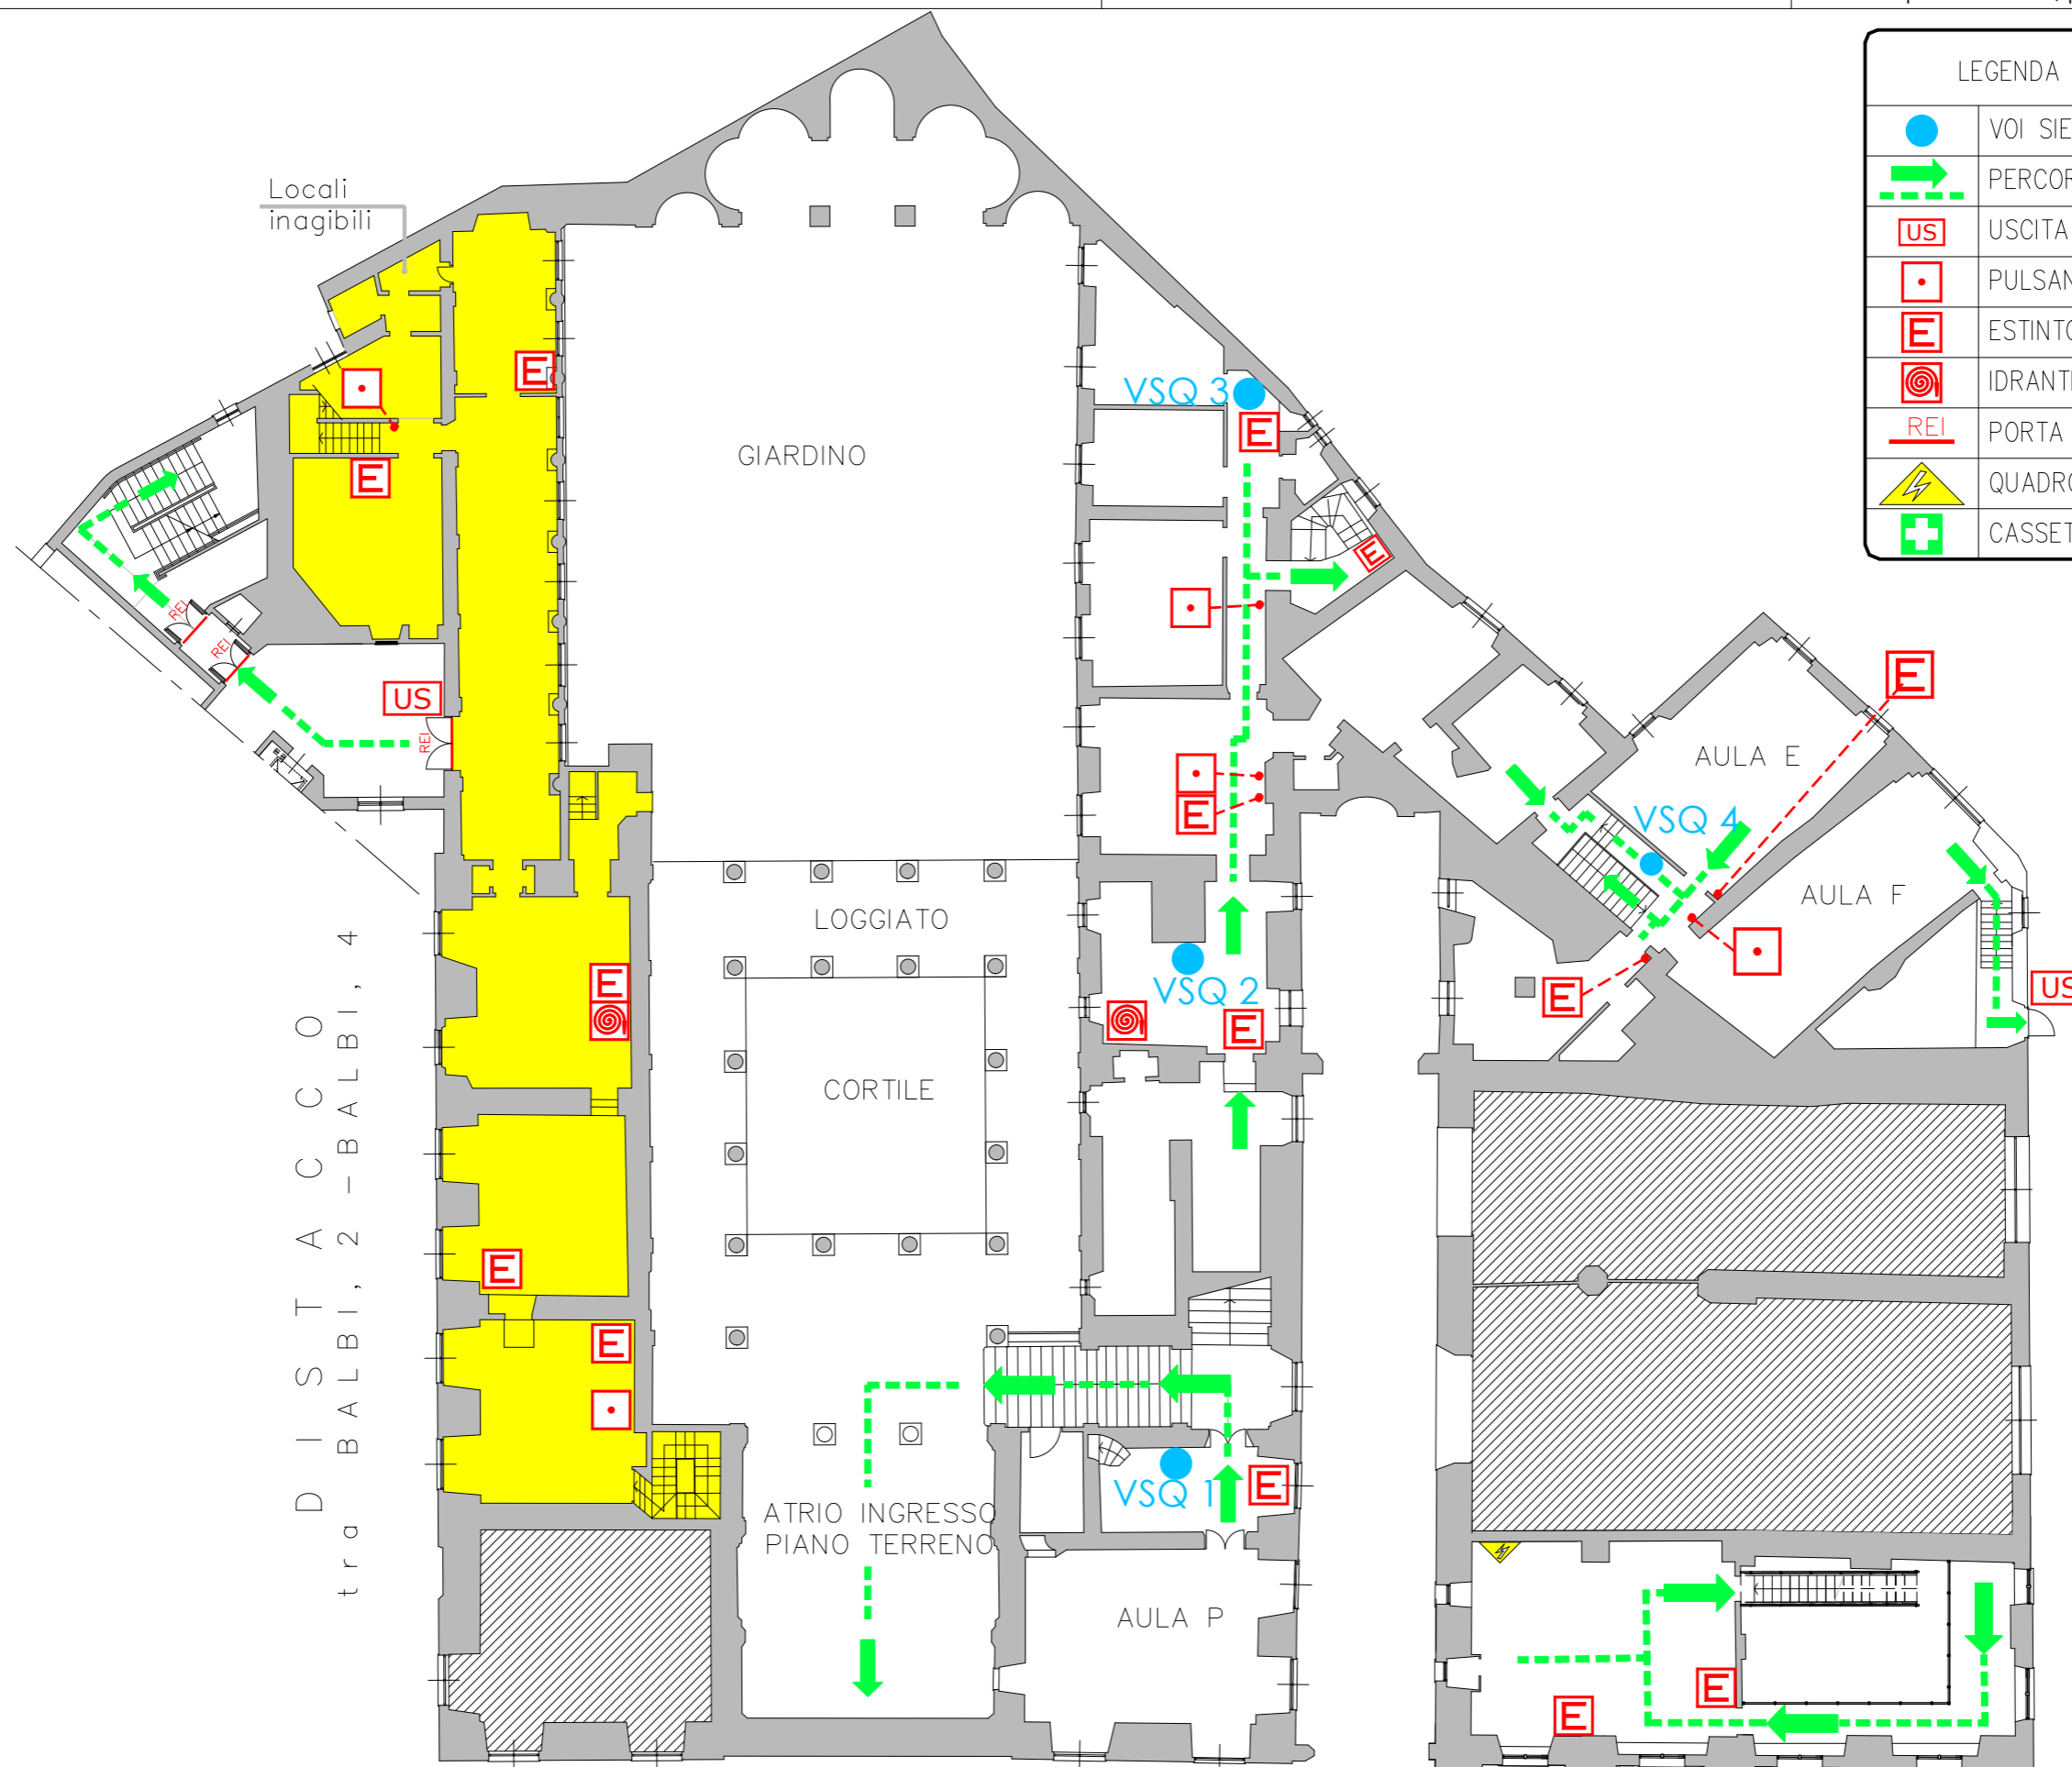 LEGENDA
VOI SIE
PERCOR
US USCITA
PULSAN
E ESTINTO
IDRANTI
REI PORTA
QUADRO
CASSET
Locali
inagibili
E
E
VSQ 3
E
GIARDINO
E
REI
REI
US
REI
E
E
AULA E
VSQ 4
AULA F
LOGGIATO
E
VSQ 2
E
E
US
E
CORTILE
DISTACCO
tra BALBI, 2 - BALBI, 4
E
E
VSQ 1
E
ATRIO INGRESSO
PIANO TERRENO
AULA P
E
E